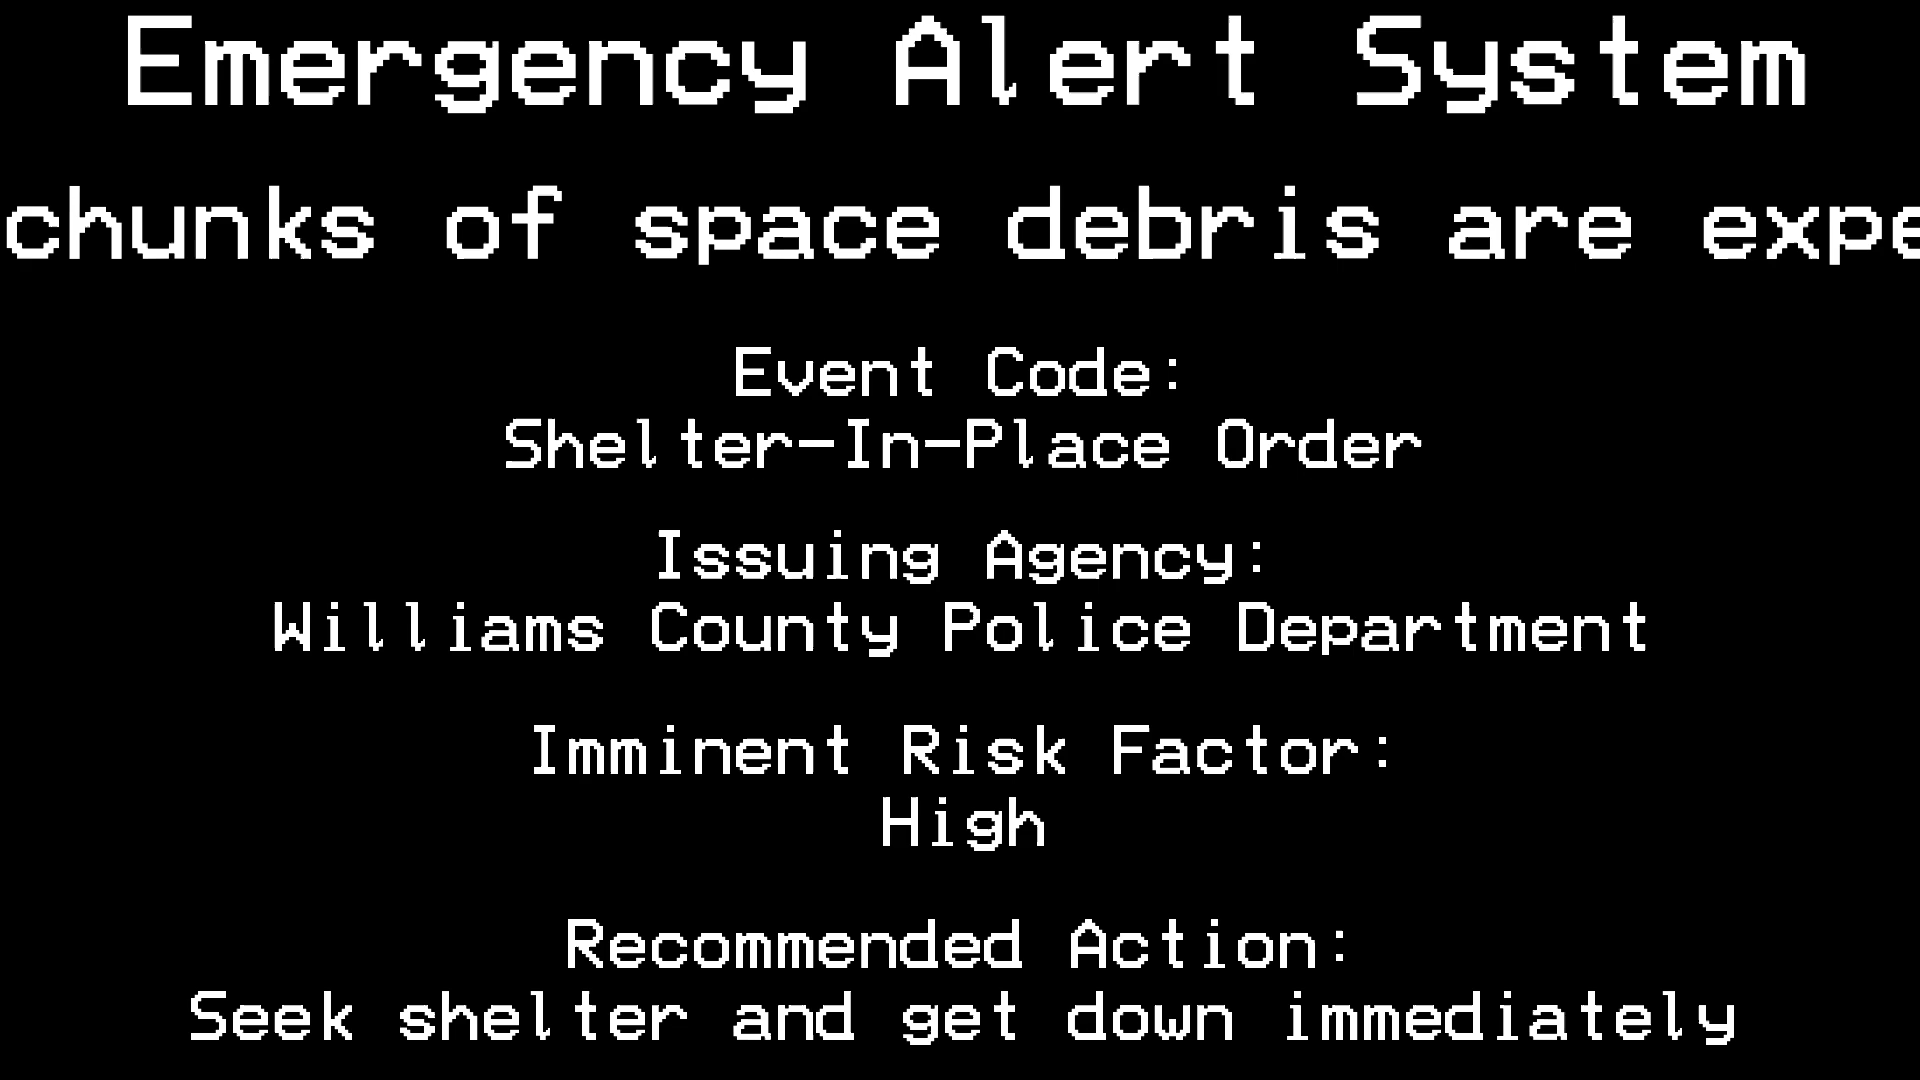 Emergency Alert System
chunks of space debris are expe
Event Code:
Shelter-In-Place Order
Issuing Agency:
Williams County Police Department
Imminent Risk Factor:
High
Recommended Action:
Seek shelter and get down immediately